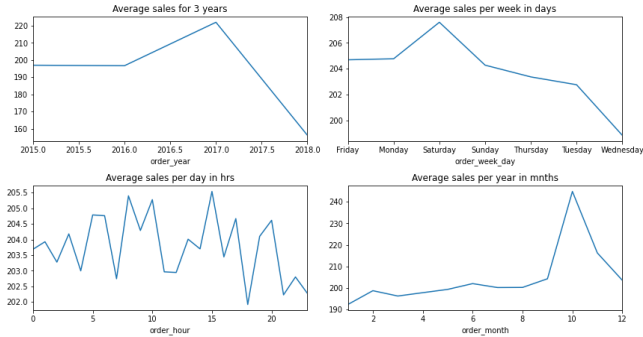 Average sales for 3 years
220
210
200
190
180
170
160
2015.0 2015.5 2016.0 2016.5 2017.0 2017.5 2018.0
order_year
Average sales per week in days
208
206
204
202
200
Friday Monday Saturday Sunday Thursday Tuesday Wednesday
order_week_day
Average sales per day in hrs
205.5
205.0
204.5
204.0
203.5
203.0
202.5
202.0
0 5 10 15 20
order_hour
Average sales per year in mnths
240
230
220
210
200
190
2 4 6 8 10 12
order_month